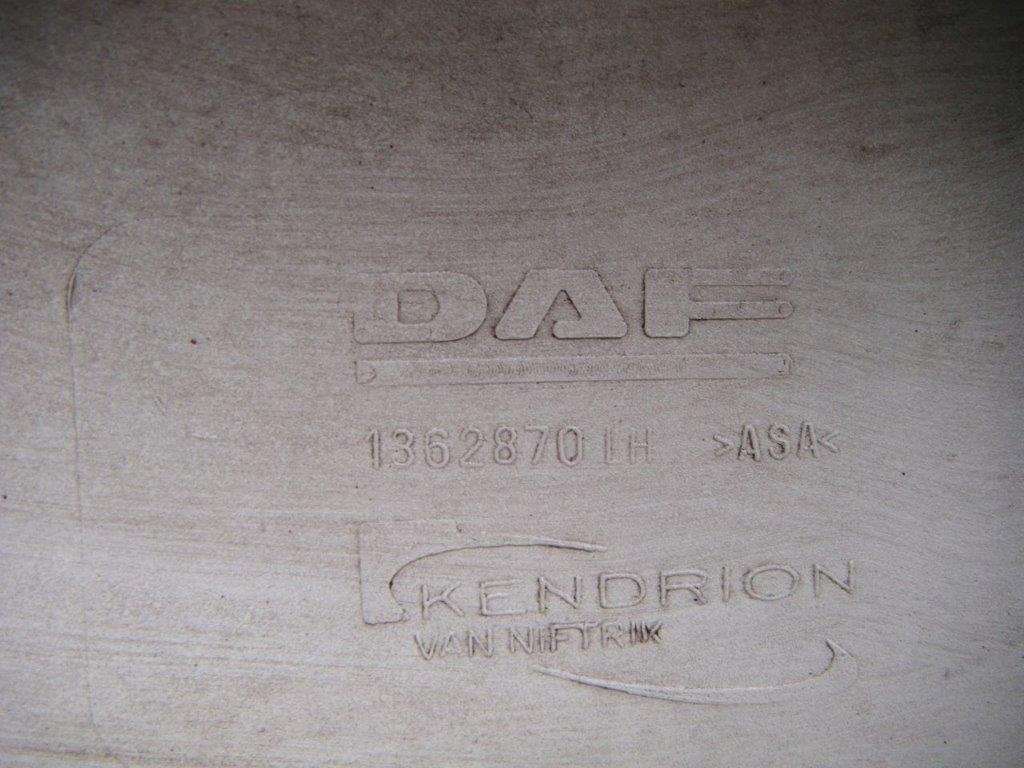 DAF
1362870 LH >ASA<
KENDRION
VAN NIFTRIK